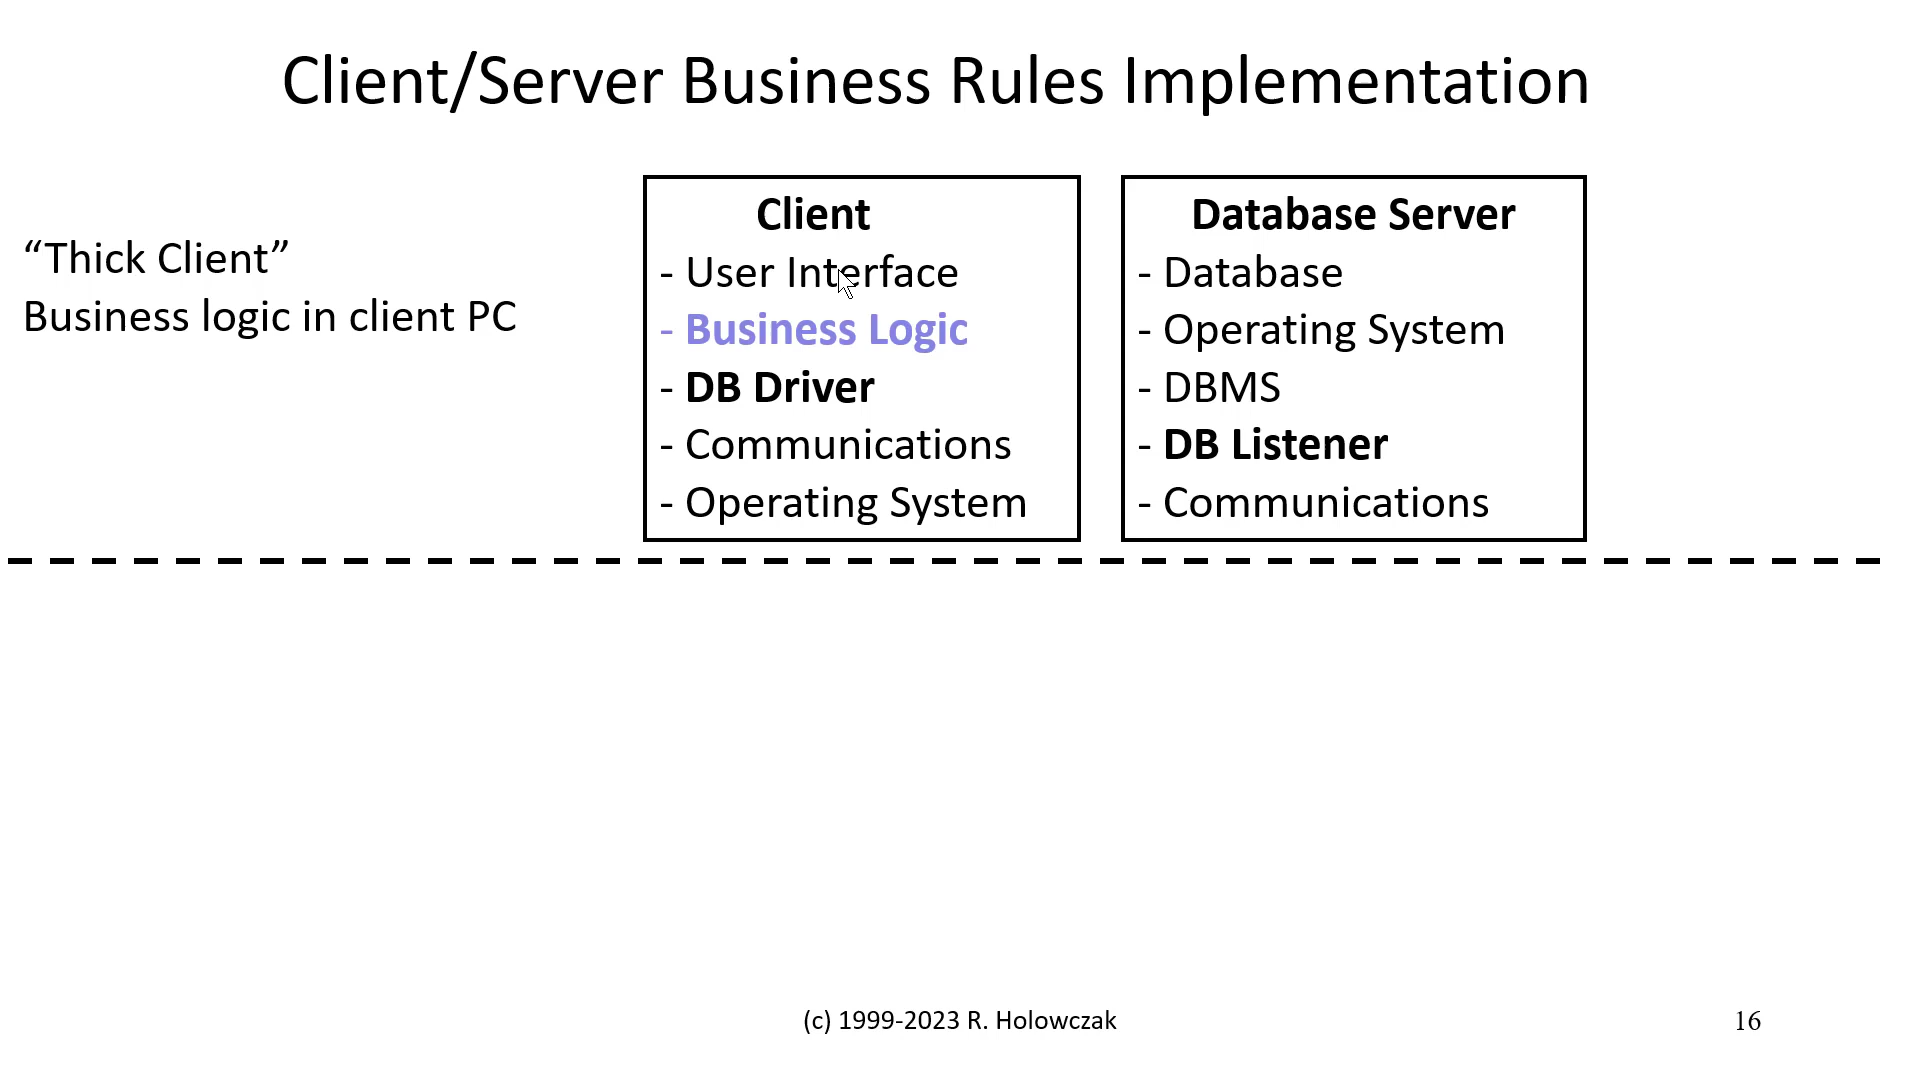 Client/Server Business Rules Implementation
“Thick Client”
Business logic in client PC
Client
- User Interface
- Business Logic
- DB Driver
- Communications
- Operating System
Database Server
- Database
- Operating System
- DBMS
- DB Listener
- Communications
(c) 1999-2023 R. Holowczak
16